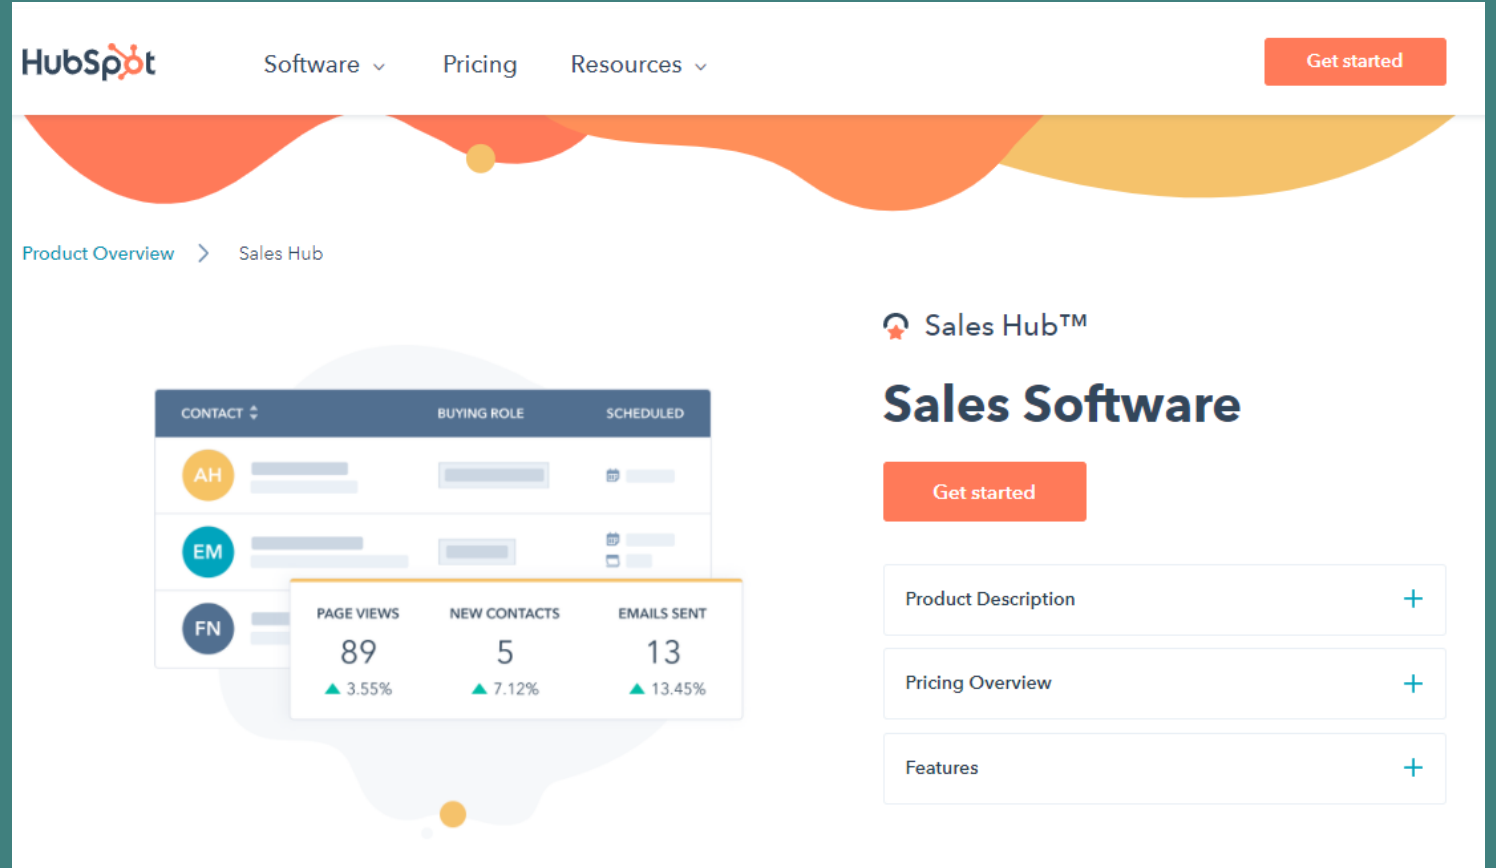 HubSpot
Software
Pricing
Resources
Get started
Product Overview
Sales Hub
CONTACT
BUYING ROLE
SCHEDULED
AH
EM
FN
PAGE VIEWS
NEW CONTACTS
EMAILS SENT
89
5
13
3.55%
7.12%
13.45%
Sales Hub™
Sales Software
Get started
Product Description
Pricing Overview
Features